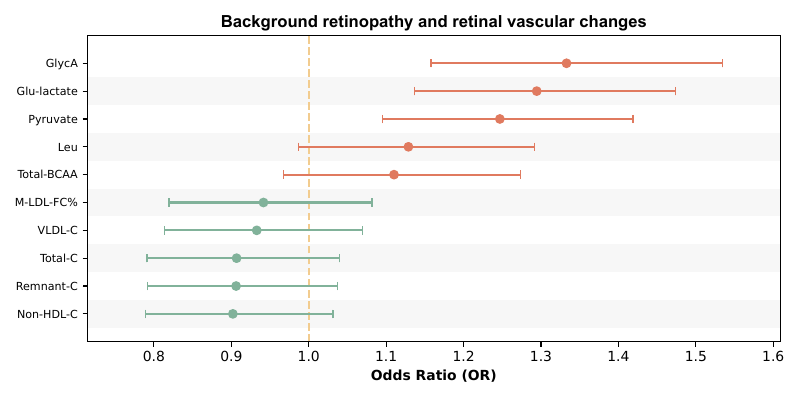 Background retinopathy and retinal vascular changes
GlycA
Glu-lactate
Pyruvate
Leu
Total-BCAA
M-LDL-FC%
VLDL-C
Total-C
Remnant-C
Non-HDL-C
0.8 0.9 1.0 1.1 1.2 1.3 1.4 1.5 1.6
Odds Ratio (OR)